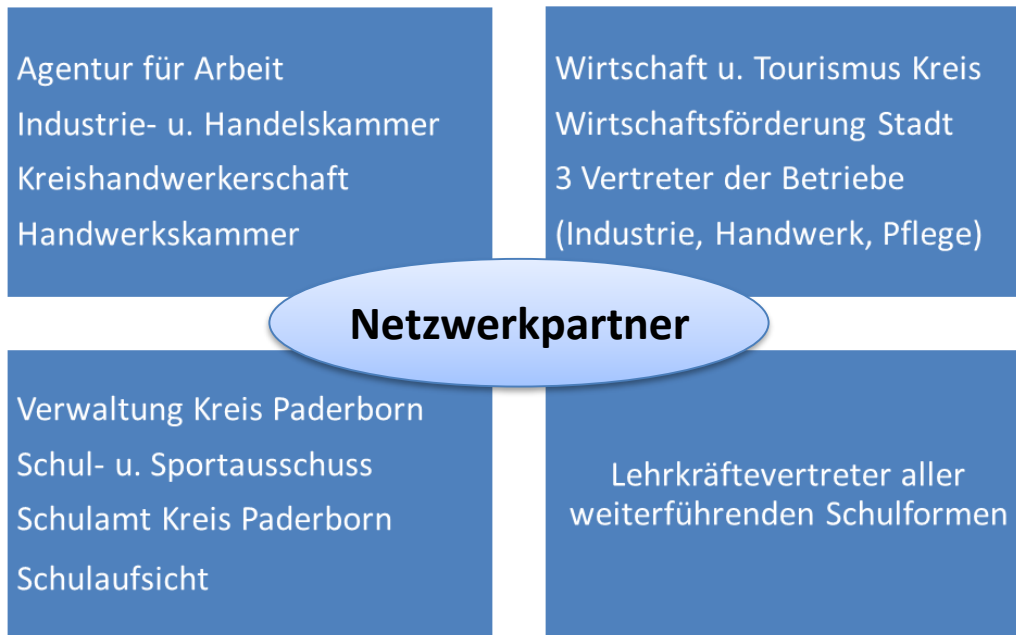 Agentur für Arbeit
Industrie- u. Handelskammer
Kreishandwerkerschaft
Handwerkskammer
Wirtschaft u. Tourismus Kreis
Wirtschaftsförderung Stadt
3 Vertreter der Betriebe
(Industrie, Handwerk, Pflege)
Netzwerkpartner
Verwaltung Kreis Paderborn
Schul- u. Sportausschuss
Schulamt Kreis Paderborn
Schulaufsicht
Lehrkräftevertreter aller
weiterführenden Schulformen